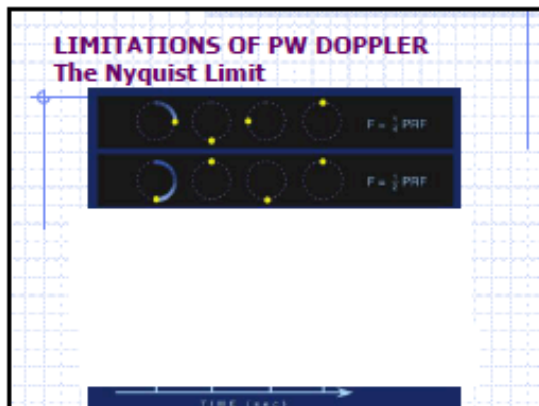 LIMITATIONS OF PW DOPPLER
The Nyquist Limit
F = ¼ PRF
F = ½ PRF
TIME (sec)